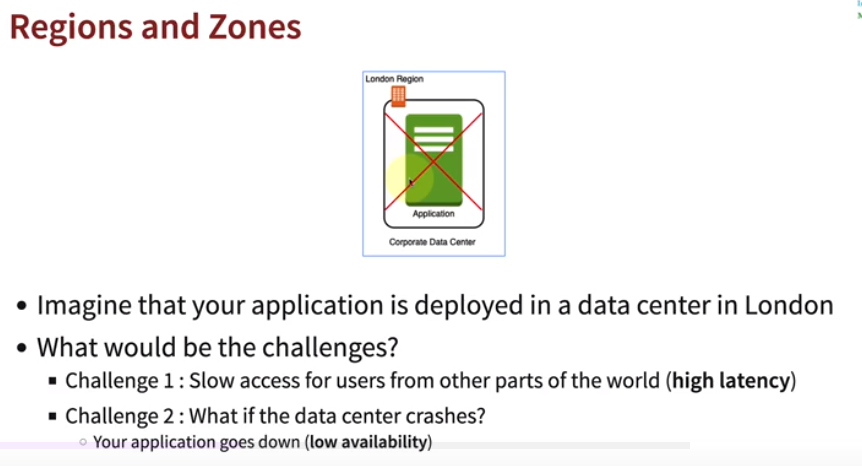 Regions and Zones
London Region
Application
Corporate Data Center
• Imagine that your application is deployed in a data center in London
• What would be the challenges?
▪ Challenge 1 : Slow access for users from other parts of the world (high latency)
▪ Challenge 2 : What if the data center crashes?
○ Your application goes down (low availability)